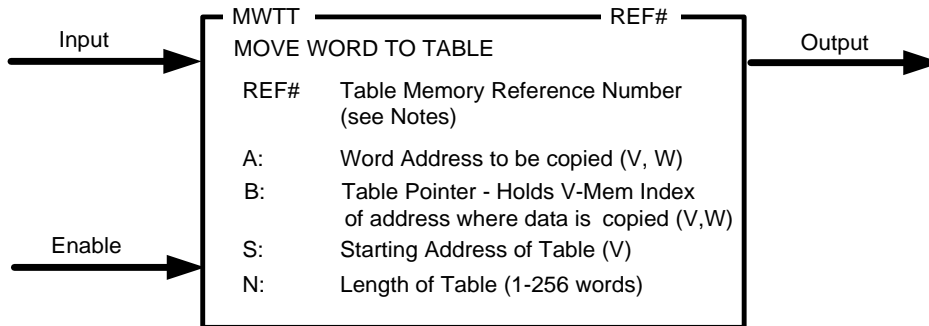 MWTT REF#
Input
MOVE WORD TO TABLE
Output
REF# Table Memory Reference Number
(see Notes)
A: Word Address to be copied (V, W)
B: Table Pointer - Holds V-Mem Index
of address where data is copied (V,W)
Enable
S: Starting Address of Table (V)
N: Length of Table (1-256 words)